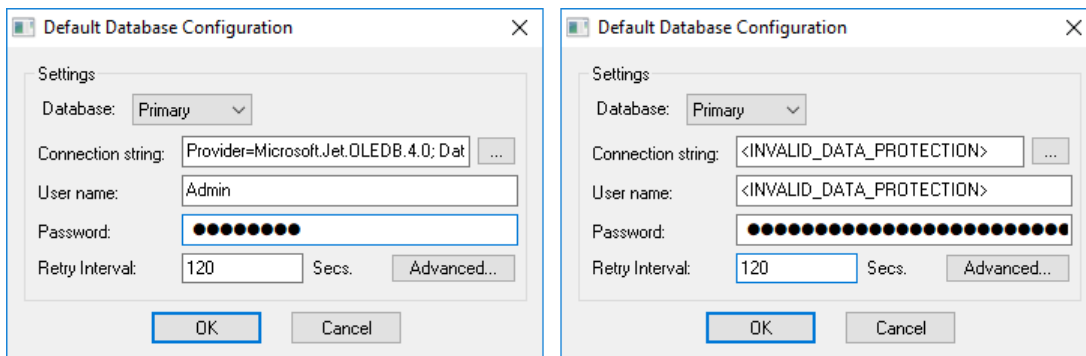 Default Database Configuration
Settings
Database: Primary
Connection string: Provider=Microsoft.Jet.OLEDB.4.0; Dat ...
User name: Admin
Password: ●●●●●●●●
Retry Interval: 120 Secs. Advanced...
OK Cancel
Default Database Configuration
Settings
Database: Primary
Connection string: <INVALID_DATA_PROTECTION> ...
User name: <INVALID_DATA_PROTECTION>
Password: ●●●●●●●●●●●●●●●●●●●●●●●●
Retry Interval: 120 Secs. Advanced...
OK Cancel